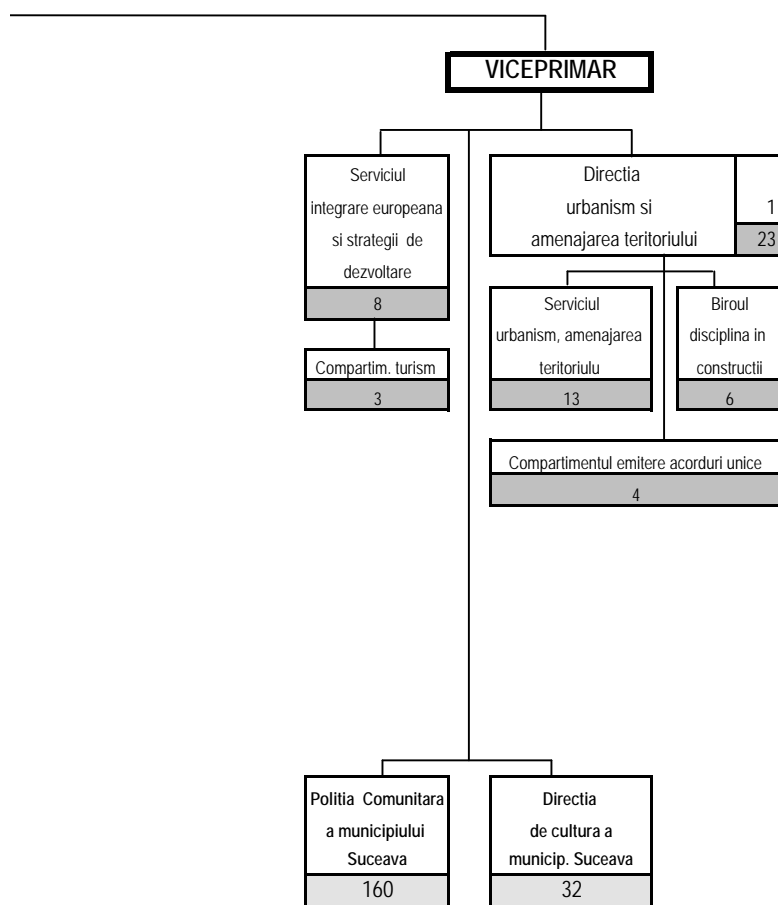 VICEPRIMAR
Serviciul
integrare europeana
si strategii de
dezvoltare
8
Compartim. turism
3
Directia
urbanism si
amenajarea teritoriului
1
23
Serviciul
urbanism, amenajarea
teritoriulu
13
Biroul
disciplina in
constructii
6
Compartimentul emitere acorduri unice
4
Politia Comunitara
a municipiului
Suceava
160
Directia
de cultura a
municip. Suceava
32